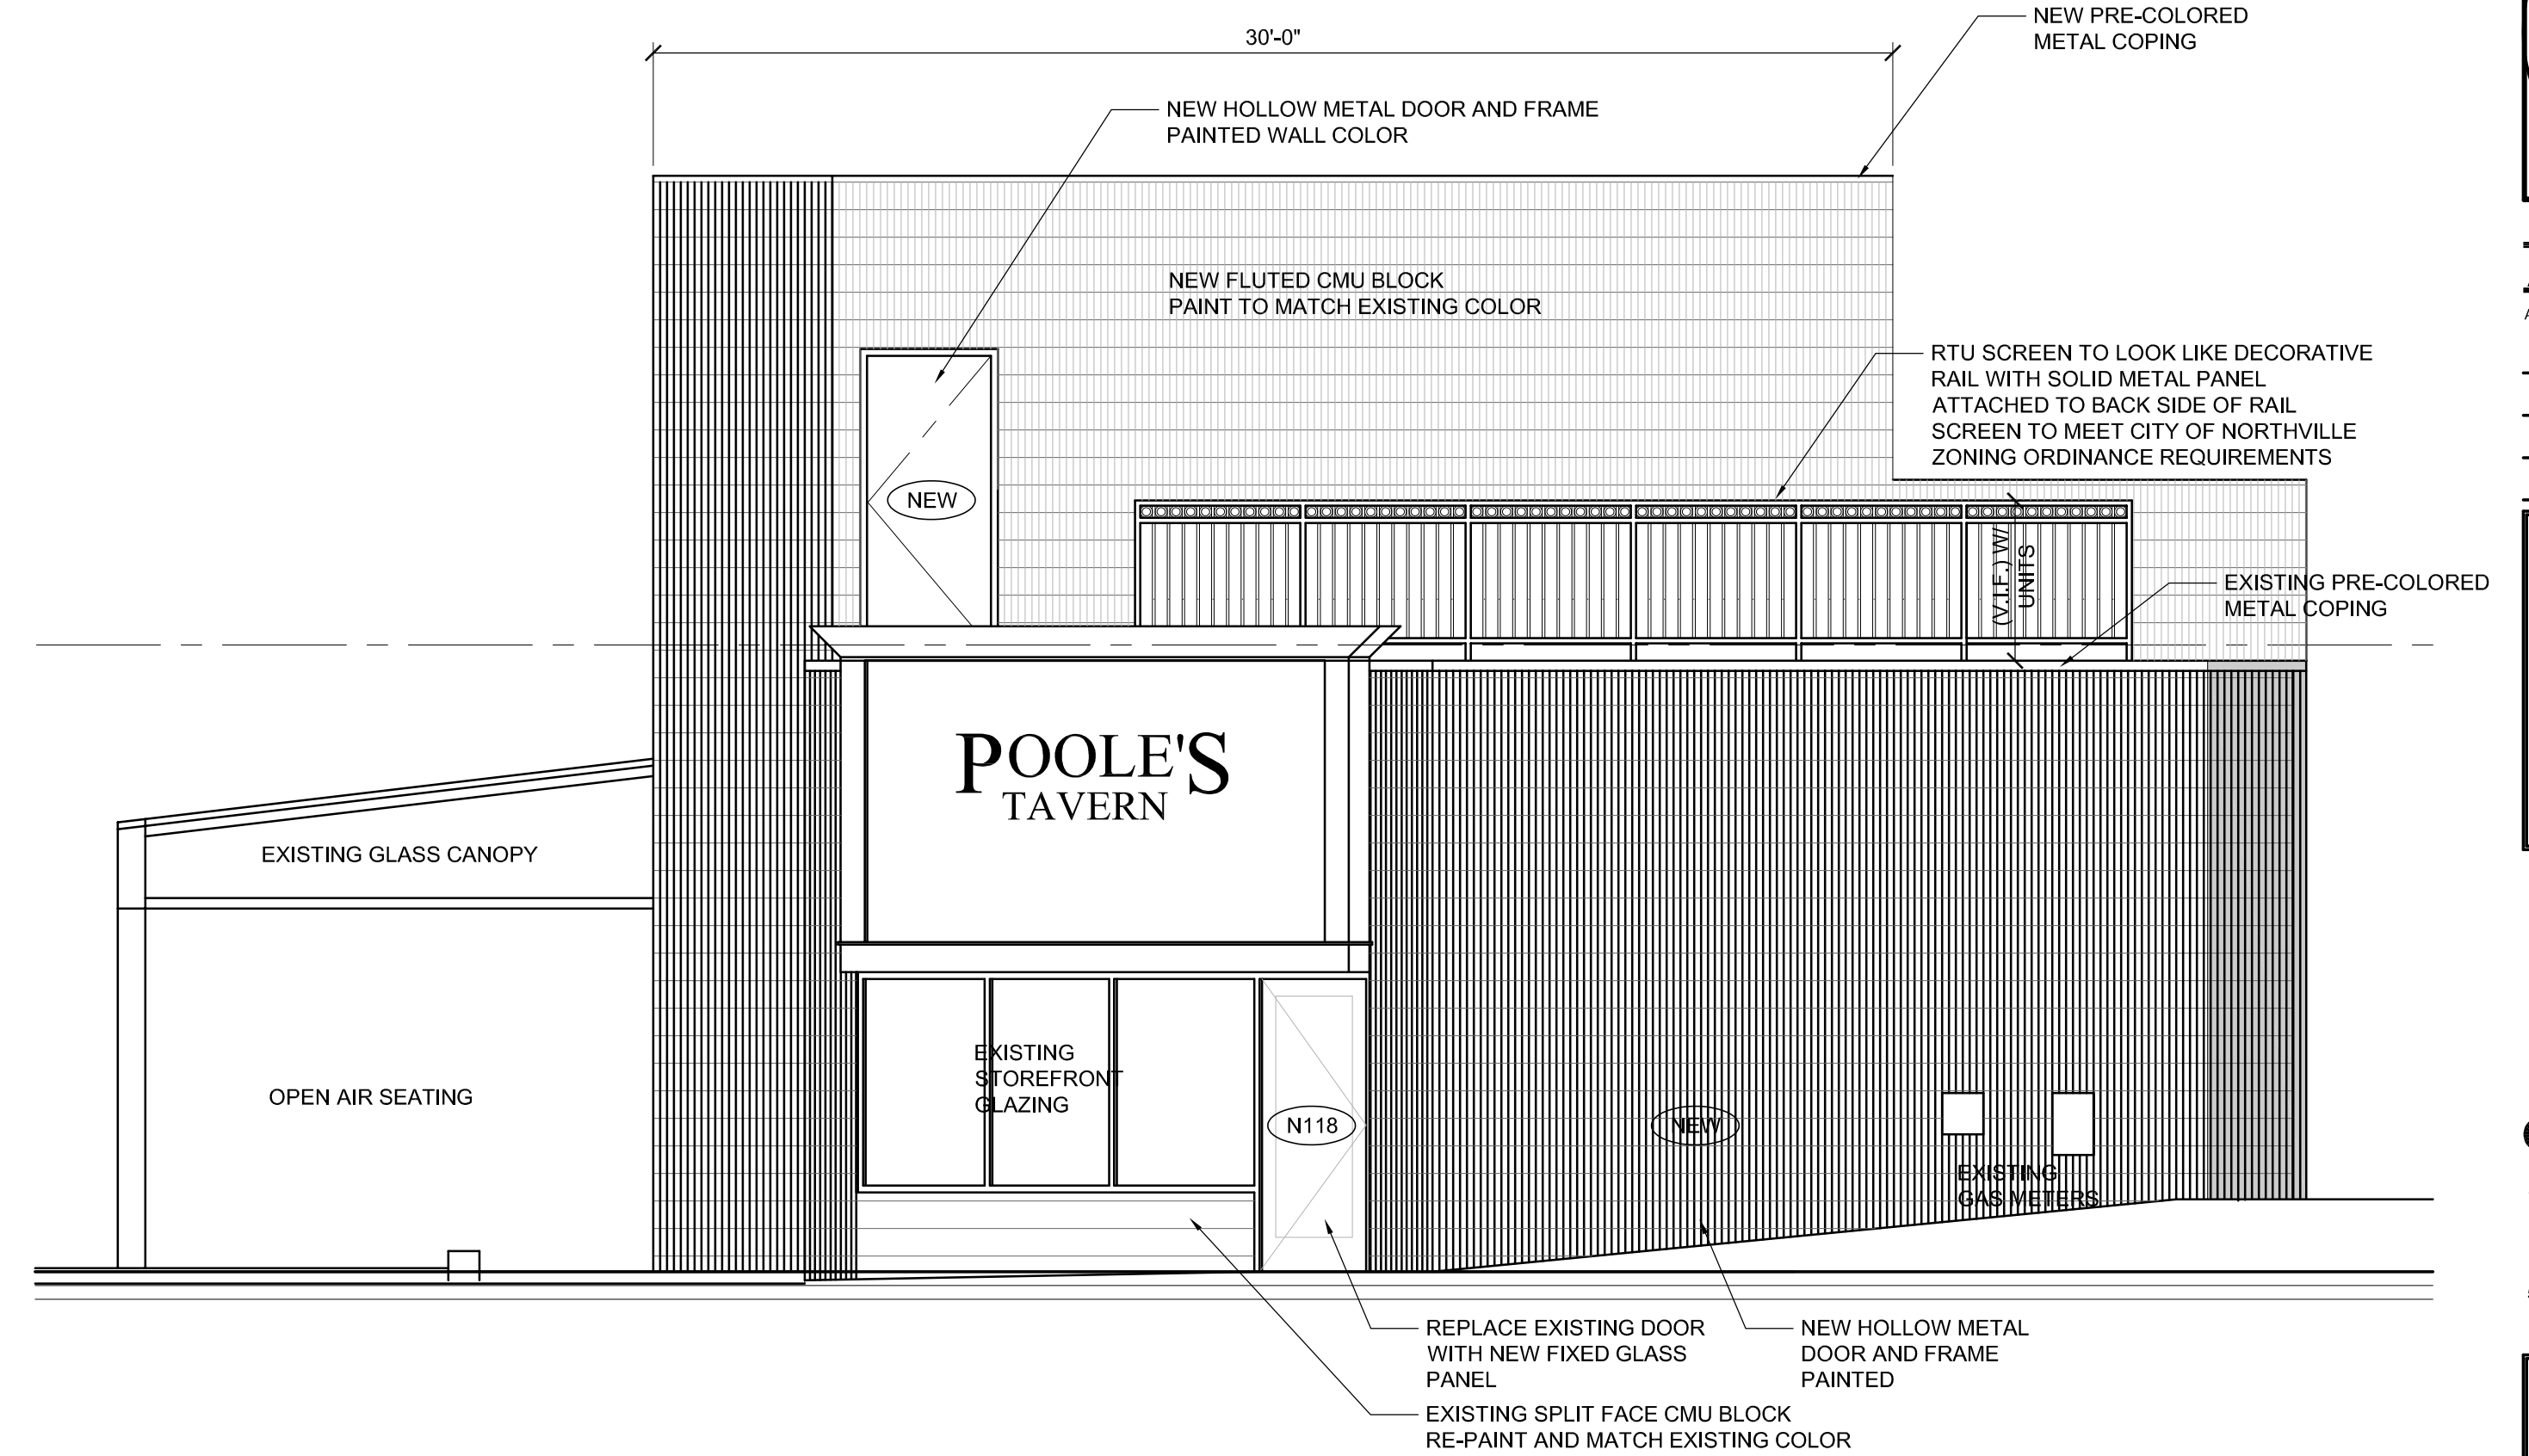 30'-0"
NEW PRE-COLORED
METAL COPING
NEW HOLLOW METAL DOOR AND FRAME
PAINTED WALL COLOR
NEW FLUTED CMU BLOCK
PAINT TO MATCH EXISTING COLOR
RTU SCREEN TO LOOK LIKE DECORATIVE
RAIL WITH SOLID METAL PANEL
ATTACHED TO BACK SIDE OF RAIL
SCREEN TO MEET CITY OF NORTHVILLE
ZONING ORDINANCE REQUIREMENTS
NEW
(V.I.F.) W/
UNITS
EXISTING PRE-COLORED
METAL COPING
POOLE'S
TAVERN
EXISTING GLASS CANOPY
OPEN AIR SEATING
EXISTING
STOREFRONT
GLAZING
N118
NEW
EXISTING
GAS METERS
REPLACE EXISTING DOOR
WITH NEW FIXED GLASS
PANEL
NEW HOLLOW METAL
DOOR AND FRAME
PAINTED
EXISTING SPLIT FACE CMU BLOCK
RE-PAINT AND MATCH EXISTING COLOR